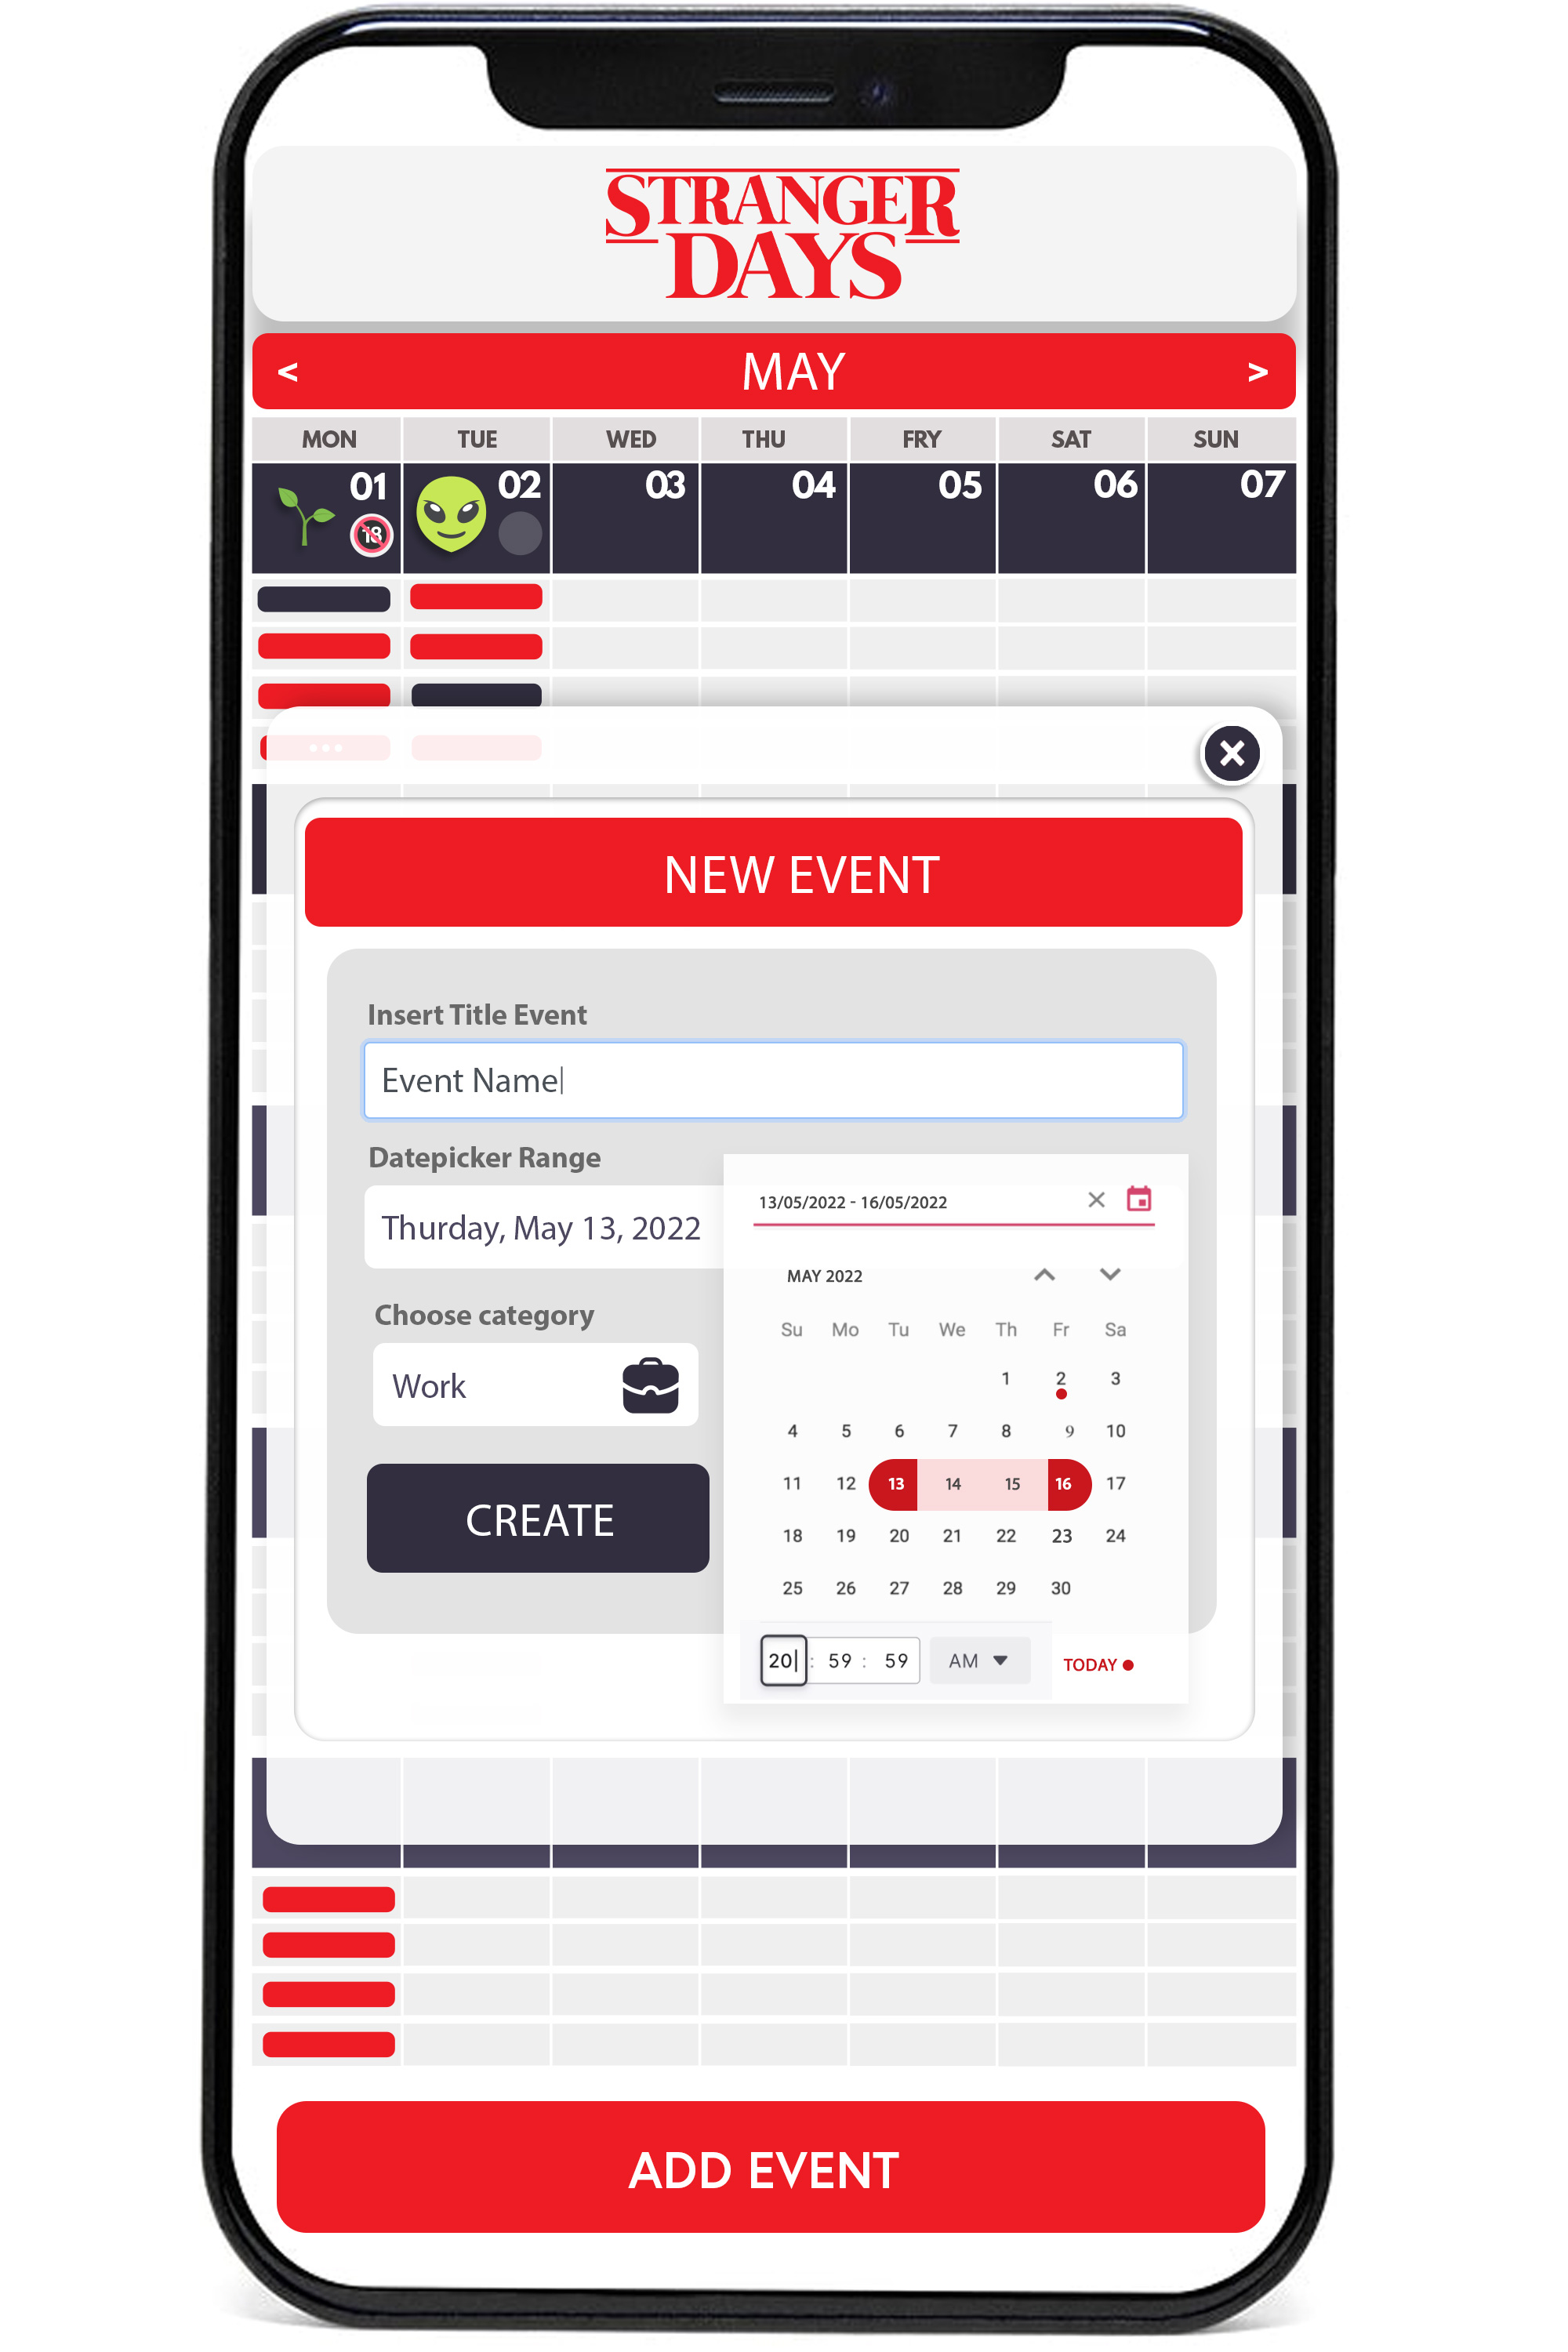 STRANGER
DAYS
< MAY >
MON TUE WED THU FRY SAT SUN
01 02 03 04 05 06 07
18
NEW EVENT
Insert Title Event
Event Name
Datepicker Range
Thurday, May 13, 2022
13/05/2022 - 16/05/2022
MAY 2022
Su Mo Tu We Th Fr Sa
1 2 3
4 5 6 7 8 9 10
11 12 13 14 15 16 17
18 19 20 21 22 23 24
25 26 27 28 29 30
20 : 59 : 59 AM
TODAY
Choose category
Work
CREATE
ADD EVENT